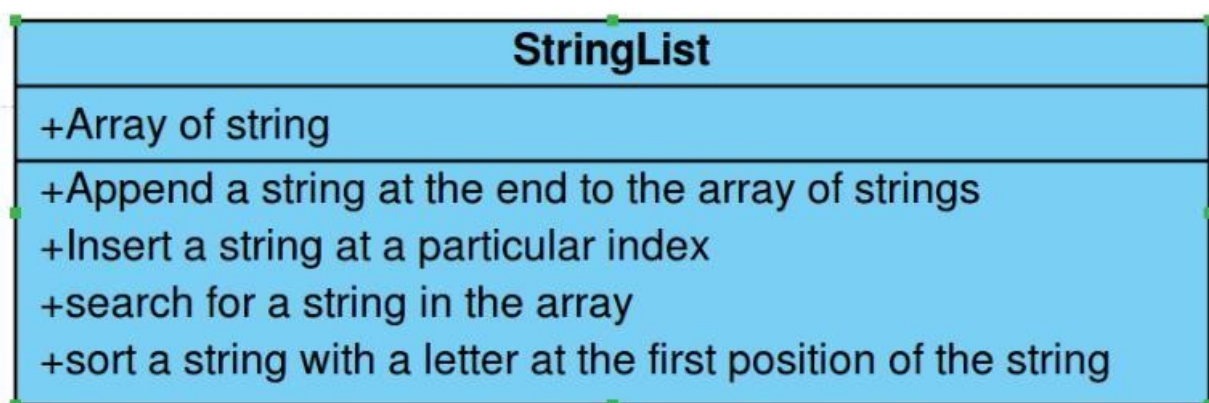 StringList
+Array of string
+Append a string at the end to the array of strings
+Insert a string at a particular index
+search for a string in the array
+sort a string with a letter at the first position of the string